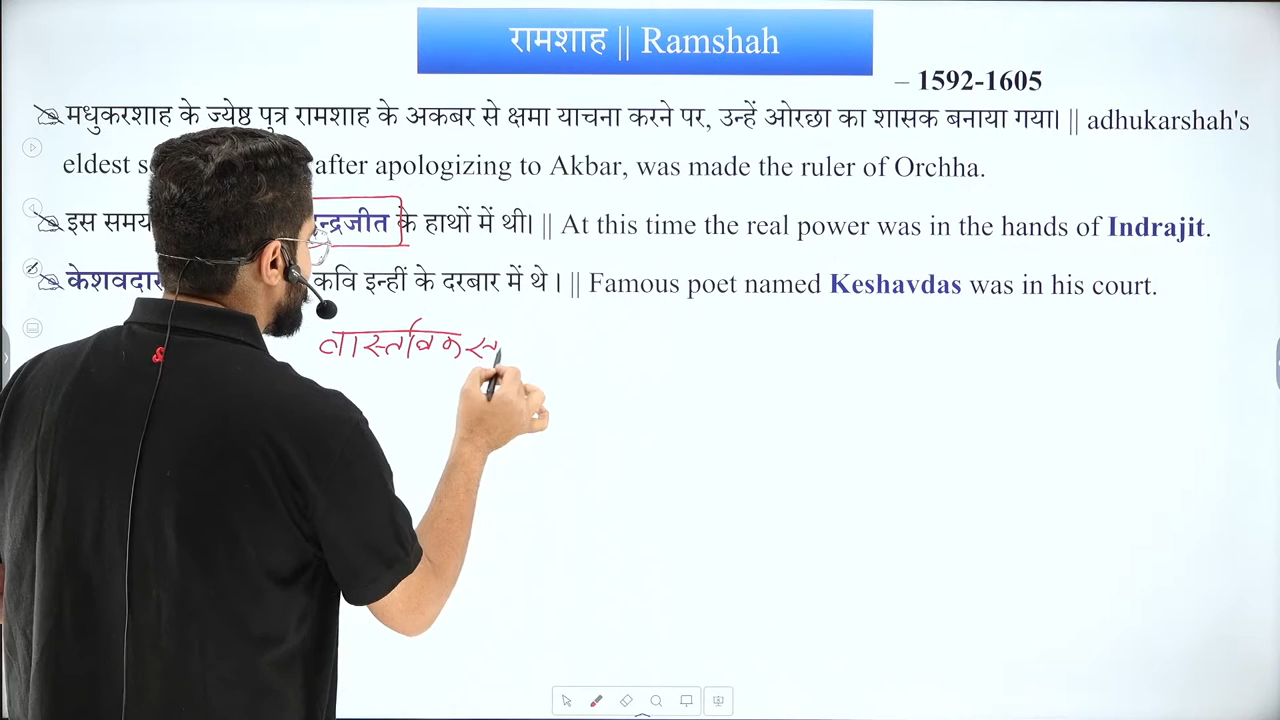 रामशाह || Ramshah
– 1592-1605
मधुकरशाह के ज्येष्ठ पुत्र रामशाह के अकबर से क्षमा याचना करने पर, उन्हें ओरछा का शासक बनाया गया। || adhukarshah's
eldest after apologizing to Akbar, was made the ruler of Orchha.
इस समय के हाथों में थी। || At this time the real power was in the hands of Indrajit.
कवि इन्हीं के दरबार में थे । || Famous poet named Keshavdas was in his court.
वास्तविक